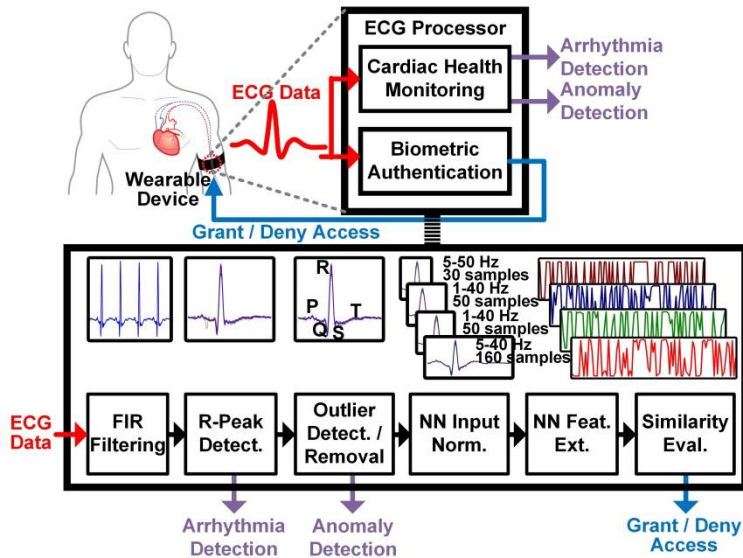 ECG Processor
Cardiac Health
Monitoring
Arrhythmia
Detection
Anomaly
Detection
ECG Data
Biometric
Authentication
Wearable
Device
Grant / Deny Access
R
P
Q
S
T
5-50 Hz
30 samples
1-40 Hz
50 samples
1-40 Hz
50 samples
5-40 Hz
160 samples
ECG
Data
FIR
Filtering
R-Peak
Detect.
Outlier
Detect. /
Removal
NN Input
Norm.
NN Feat.
Ext.
Similarity
Eval.
Arrhythmia
Detection
Anomaly
Detection
Grant / Deny
Access